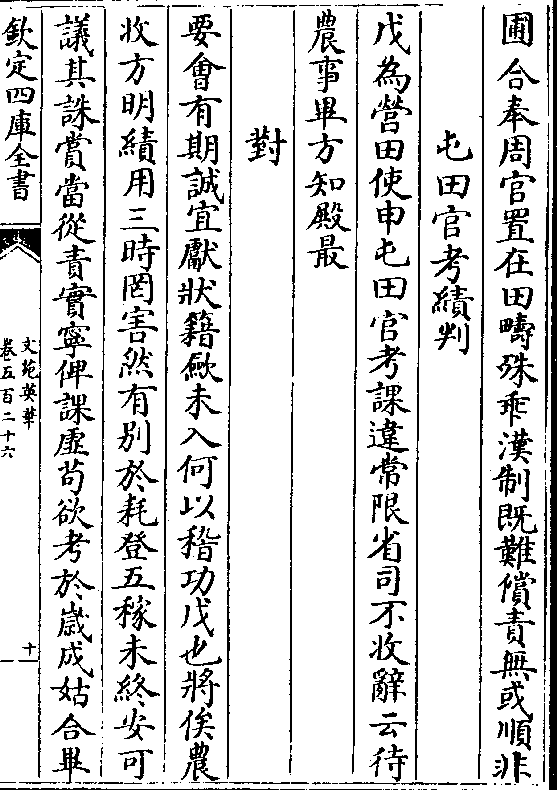 圃合奉周官置在田疇殊乖漢制既難償責無或順非
屯田官考績判
戊為營田使申屯田官考課違常限省司不收辭云待
農事畢方知殿最
對
要會有期誠宜獻狀籍斂未入何以稽功戊也將俟農
收方明績用三時罔害然有别於耗登五稼未終安可
議其誅賞當從責實寧俾課虛茍欲考於歲成姑合畢
欽定四庫全書
文苑英華
卷五百二十六
十